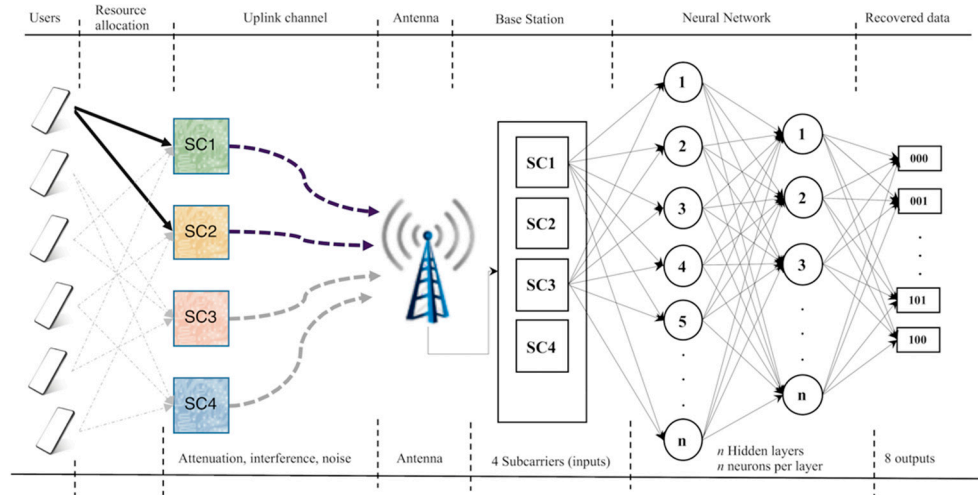 Users
Resource
allocation
Uplink channel
Antenna
Base Station
Neural Network
Recovered data
SC1
SC2
SC3
SC4
SC1
SC2
SC3
SC4
1
2
3
4
5
.
.
.
n
1
2
3
.
.
.
n
000
001
.
.
.
101
100
Attenuation, interference, noise
Antenna
4 Subcarriers (inputs)
n Hidden layers
n neurons per layer
8 outputs